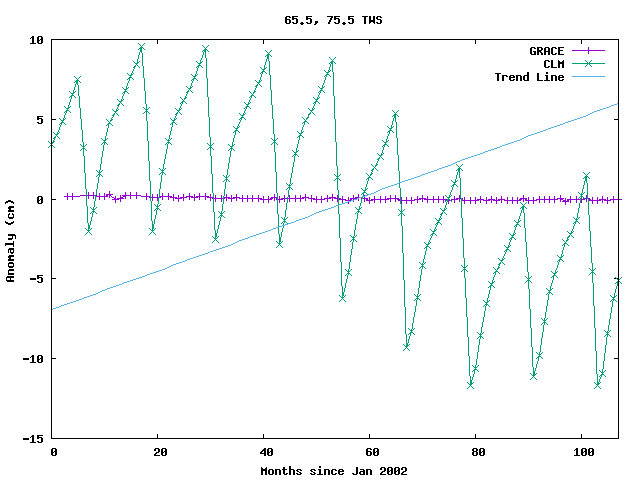 65.5, 75.5 TWS
GRACE
CLM
Trend Line
10
5
0
-5
-10
-15
Anomaly (cm)
0 20 40 60 80 100
Months since Jan 2002